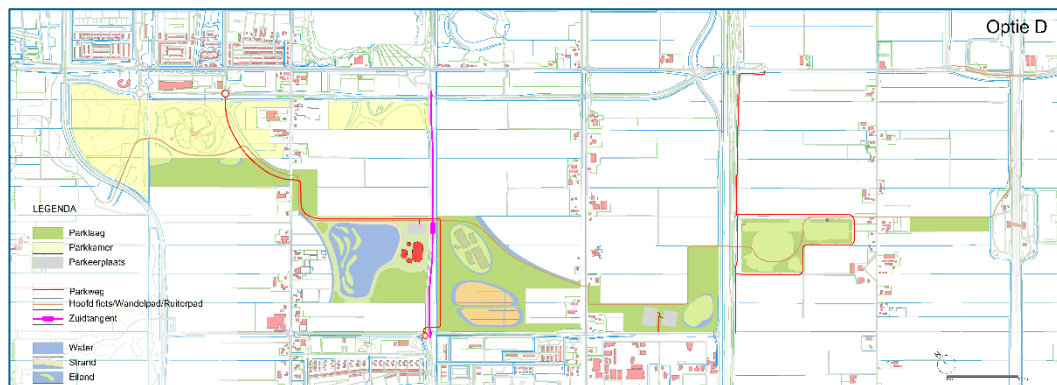 Optie D
LEGENDA
Parklaag
Parkkamer
Parkeerplaats
Parkweg
Hoofd fiets/Wandelpad/Ruiterpad
Zuidtangent
Water
Strand
Eiland